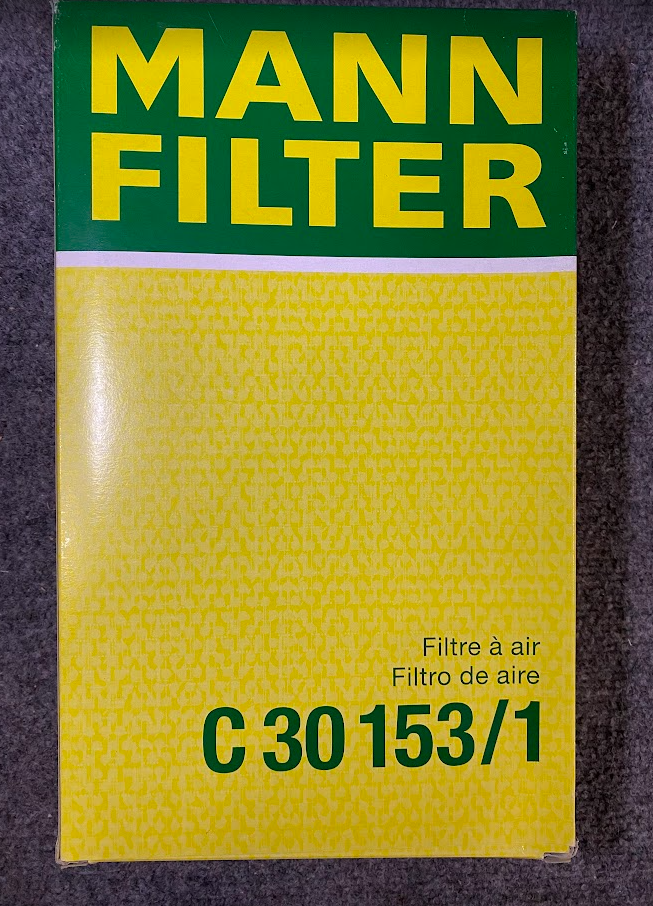 MANN
FILTER
Filtre à air
Filtro de aire
C 30 153/1